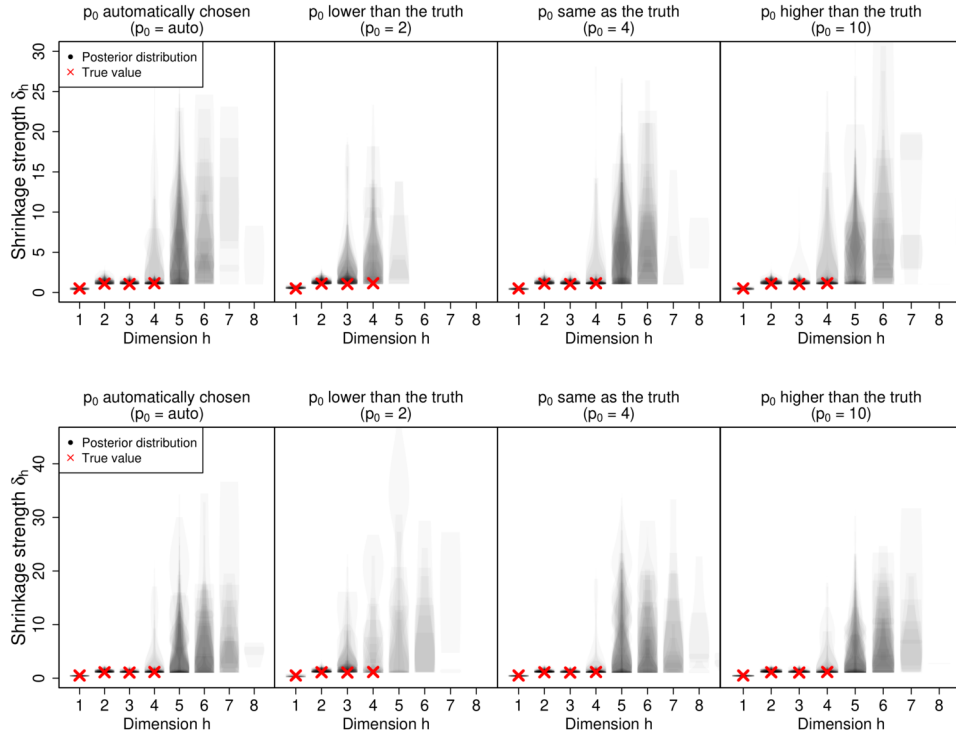 p₀ automatically chosen
(p₀ = auto)
p₀ lower than the truth
(p₀ = 2)
p₀ same as the truth
(p₀ = 4)
p₀ higher than the truth
(p₀ = 10)
Shrinkage strength δₕ
30
25
20
15
10
5
0
Posterior distribution
True value
1 2 3 4 5 6 7 8
1 2 3 4 5 6 7 8
1 2 3 4 5 6 7 8
1 2 3 4 5 6 7 8
Dimension h
Dimension h
Dimension h
Dimension h
p₀ automatically chosen
(p₀ = auto)
p₀ lower than the truth
(p₀ = 2)
p₀ same as the truth
(p₀ = 4)
p₀ higher than the truth
(p₀ = 10)
Shrinkage strength δₕ
40
30
20
10
0
Posterior distribution
True value
1 2 3 4 5 6 7 8
1 2 3 4 5 6 7 8
1 2 3 4 5 6 7 8
1 2 3 4 5 6 7 8
Dimension h
Dimension h
Dimension h
Dimension h